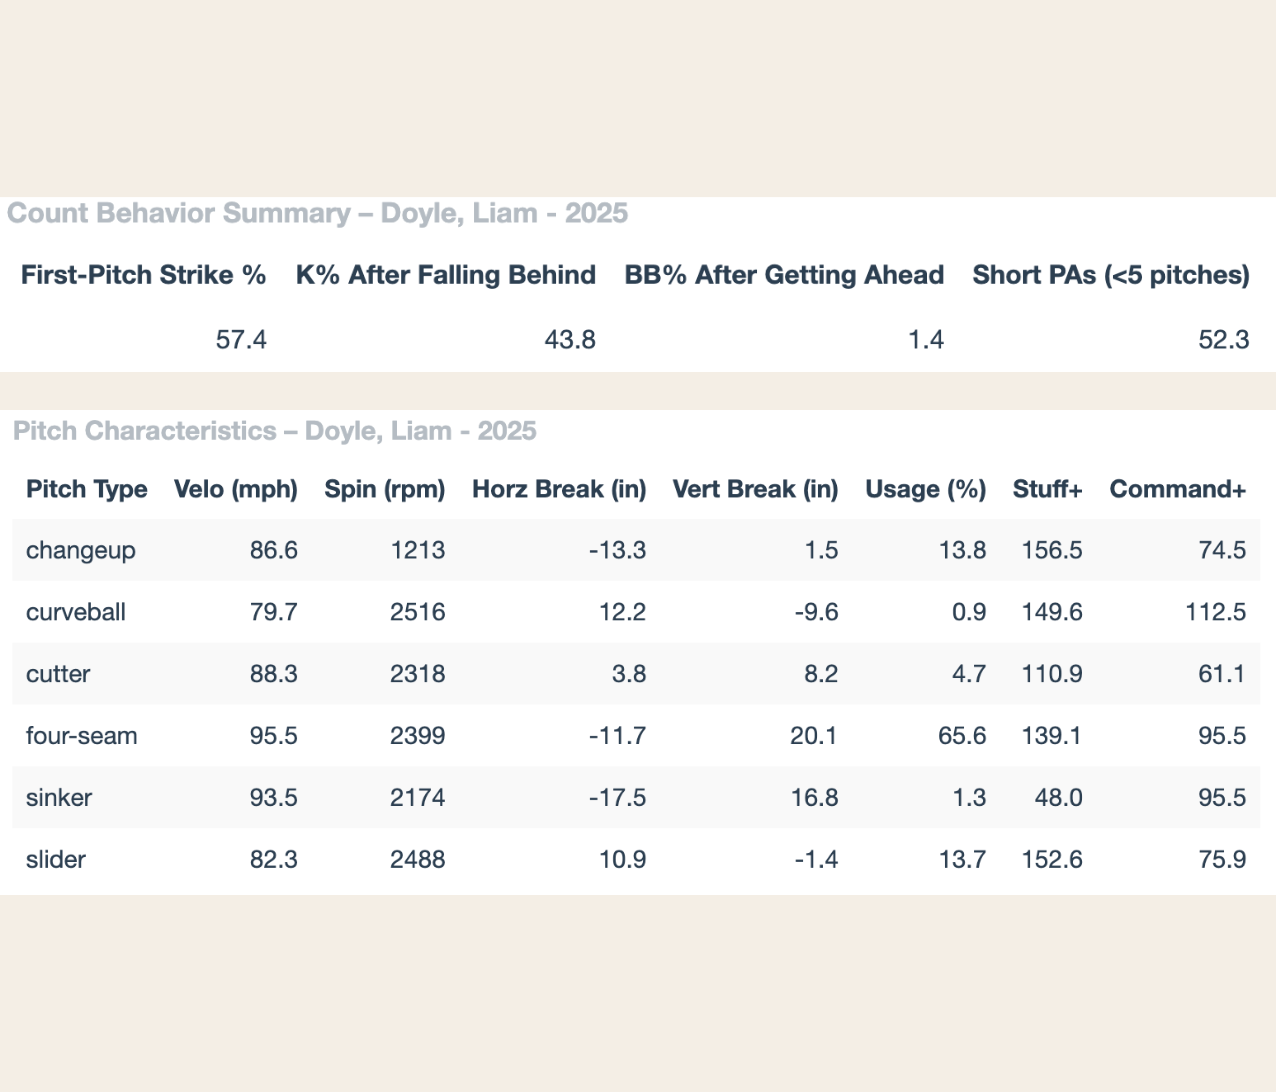 Count Behavior Summary – Doyle, Liam - 2025
First-Pitch Strike % K% After Falling Behind BB% After Getting Ahead Short PAs (<5 pitches)
57.4 43.8 1.4 52.3
Pitch Characteristics – Doyle, Liam - 2025
Pitch Type Velo (mph) Spin (rpm) Horz Break (in) Vert Break (in) Usage (%) Stuff+ Command+
changeup 86.6 1213 -13.3 1.5 13.8 156.5 74.5
curveball 79.7 2516 12.2 -9.6 0.9 149.6 112.5
cutter 88.3 2318 3.8 8.2 4.7 110.9 61.1
four-seam 95.5 2399 -11.7 20.1 65.6 139.1 95.5
sinker 93.5 2174 -17.5 16.8 1.3 48.0 95.5
slider 82.3 2488 10.9 -1.4 13.7 152.6 75.9